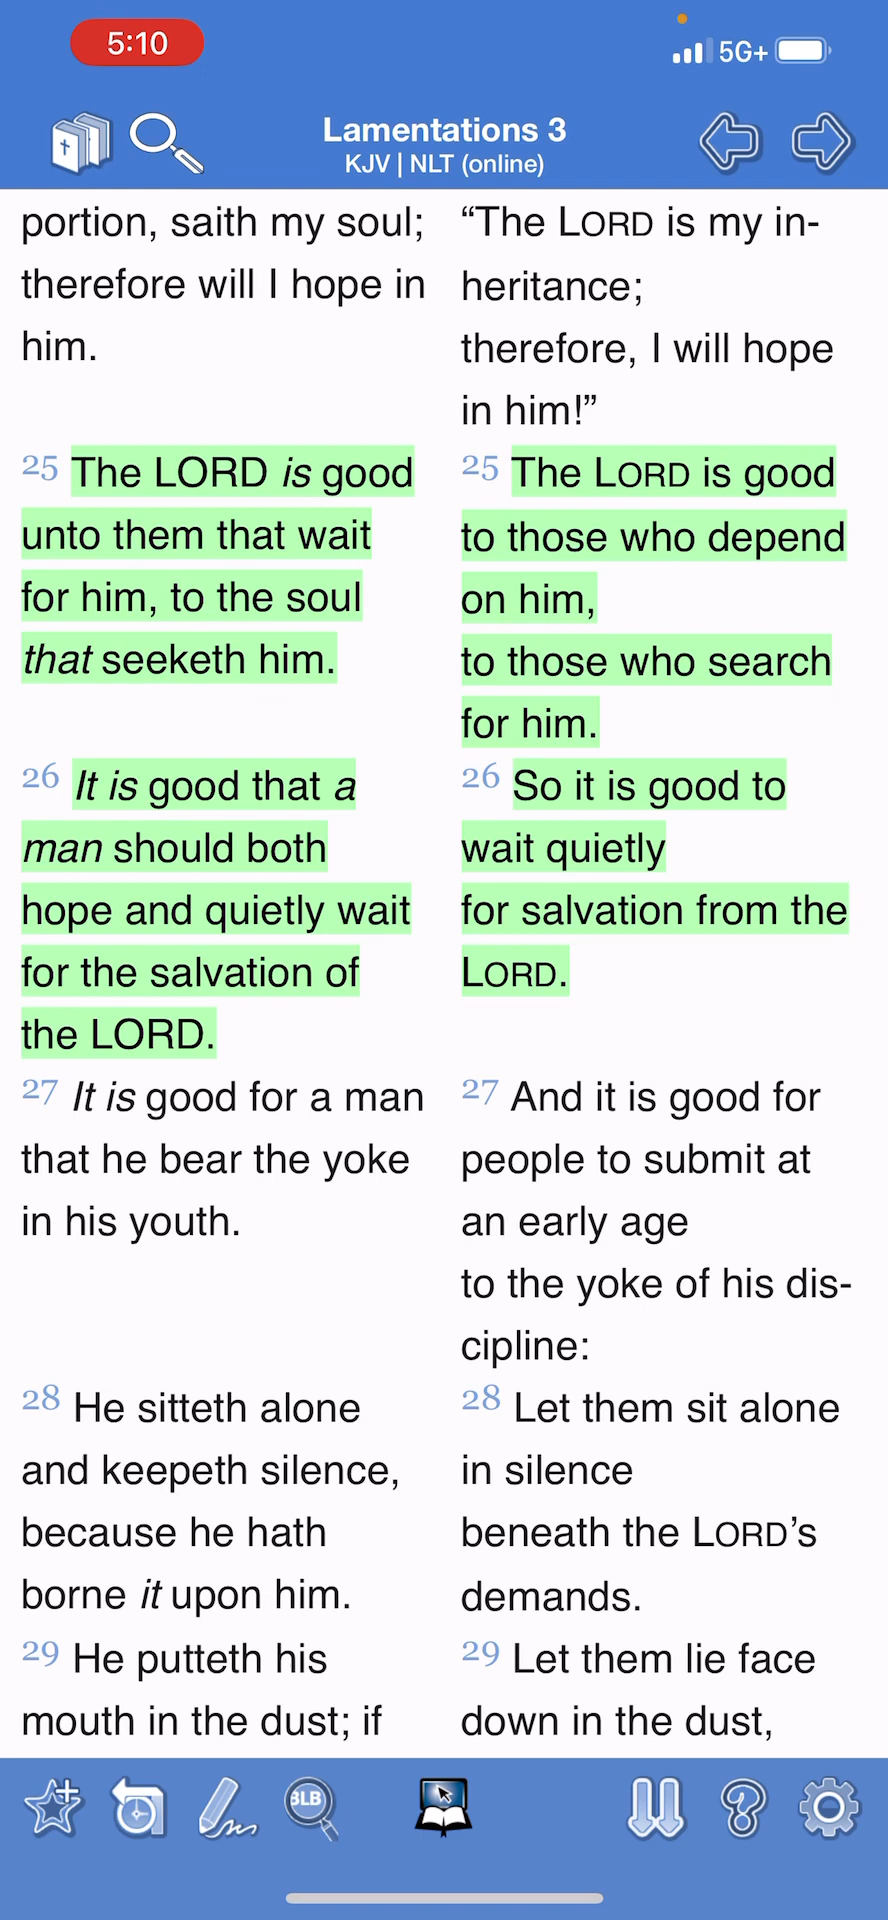 5:10
5G+
Lamentations 3
KJV | NLT (online)
portion, saith my soul;
therefore will I hope in
him.
25 The LORD is good
unto them that wait
for him, to the soul
that seeketh him.
26 It is good that a
man should both
hope and quietly wait
for the salvation of
the LORD.
27 It is good for a man
that he bear the yoke
in his youth.
28 He sitteth alone
and keepeth silence,
because he hath
borne it upon him.
29 He putteth his
mouth in the dust; if
“The LORD is my in-
heritance;
therefore, I will hope
in him!”
25 The LORD is good
to those who depend
on him,
to those who search
for him.
26 So it is good to
wait quietly
for salvation from the
LORD.
27 And it is good for
people to submit at
an early age
to the yoke of his dis-
cipline:
28 Let them sit alone
in silence
beneath the LORD’s
demands.
29 Let them lie face
down in the dust,
BLB